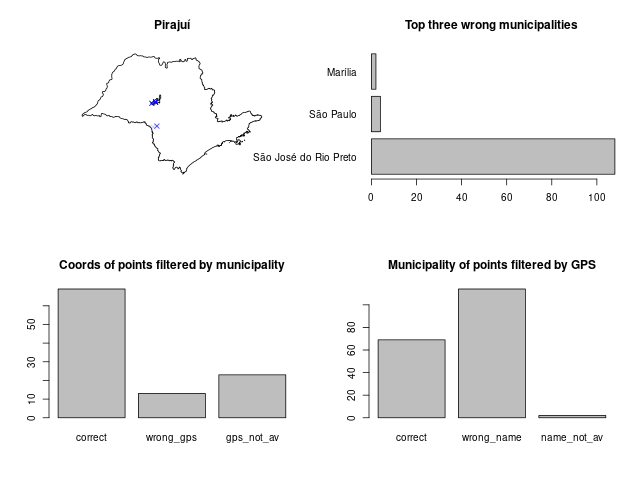 Pirajuí
Top three wrong municipalities
Marília
São Paulo
São José do Rio Preto
0 20 40 60 80 100
Coords of points filtered by municipality
0 10 30 50
correct wrong_gps gps_not_av
Municipality of points filtered by GPS
0 20 40 60 80
correct wrong_name name_not_av